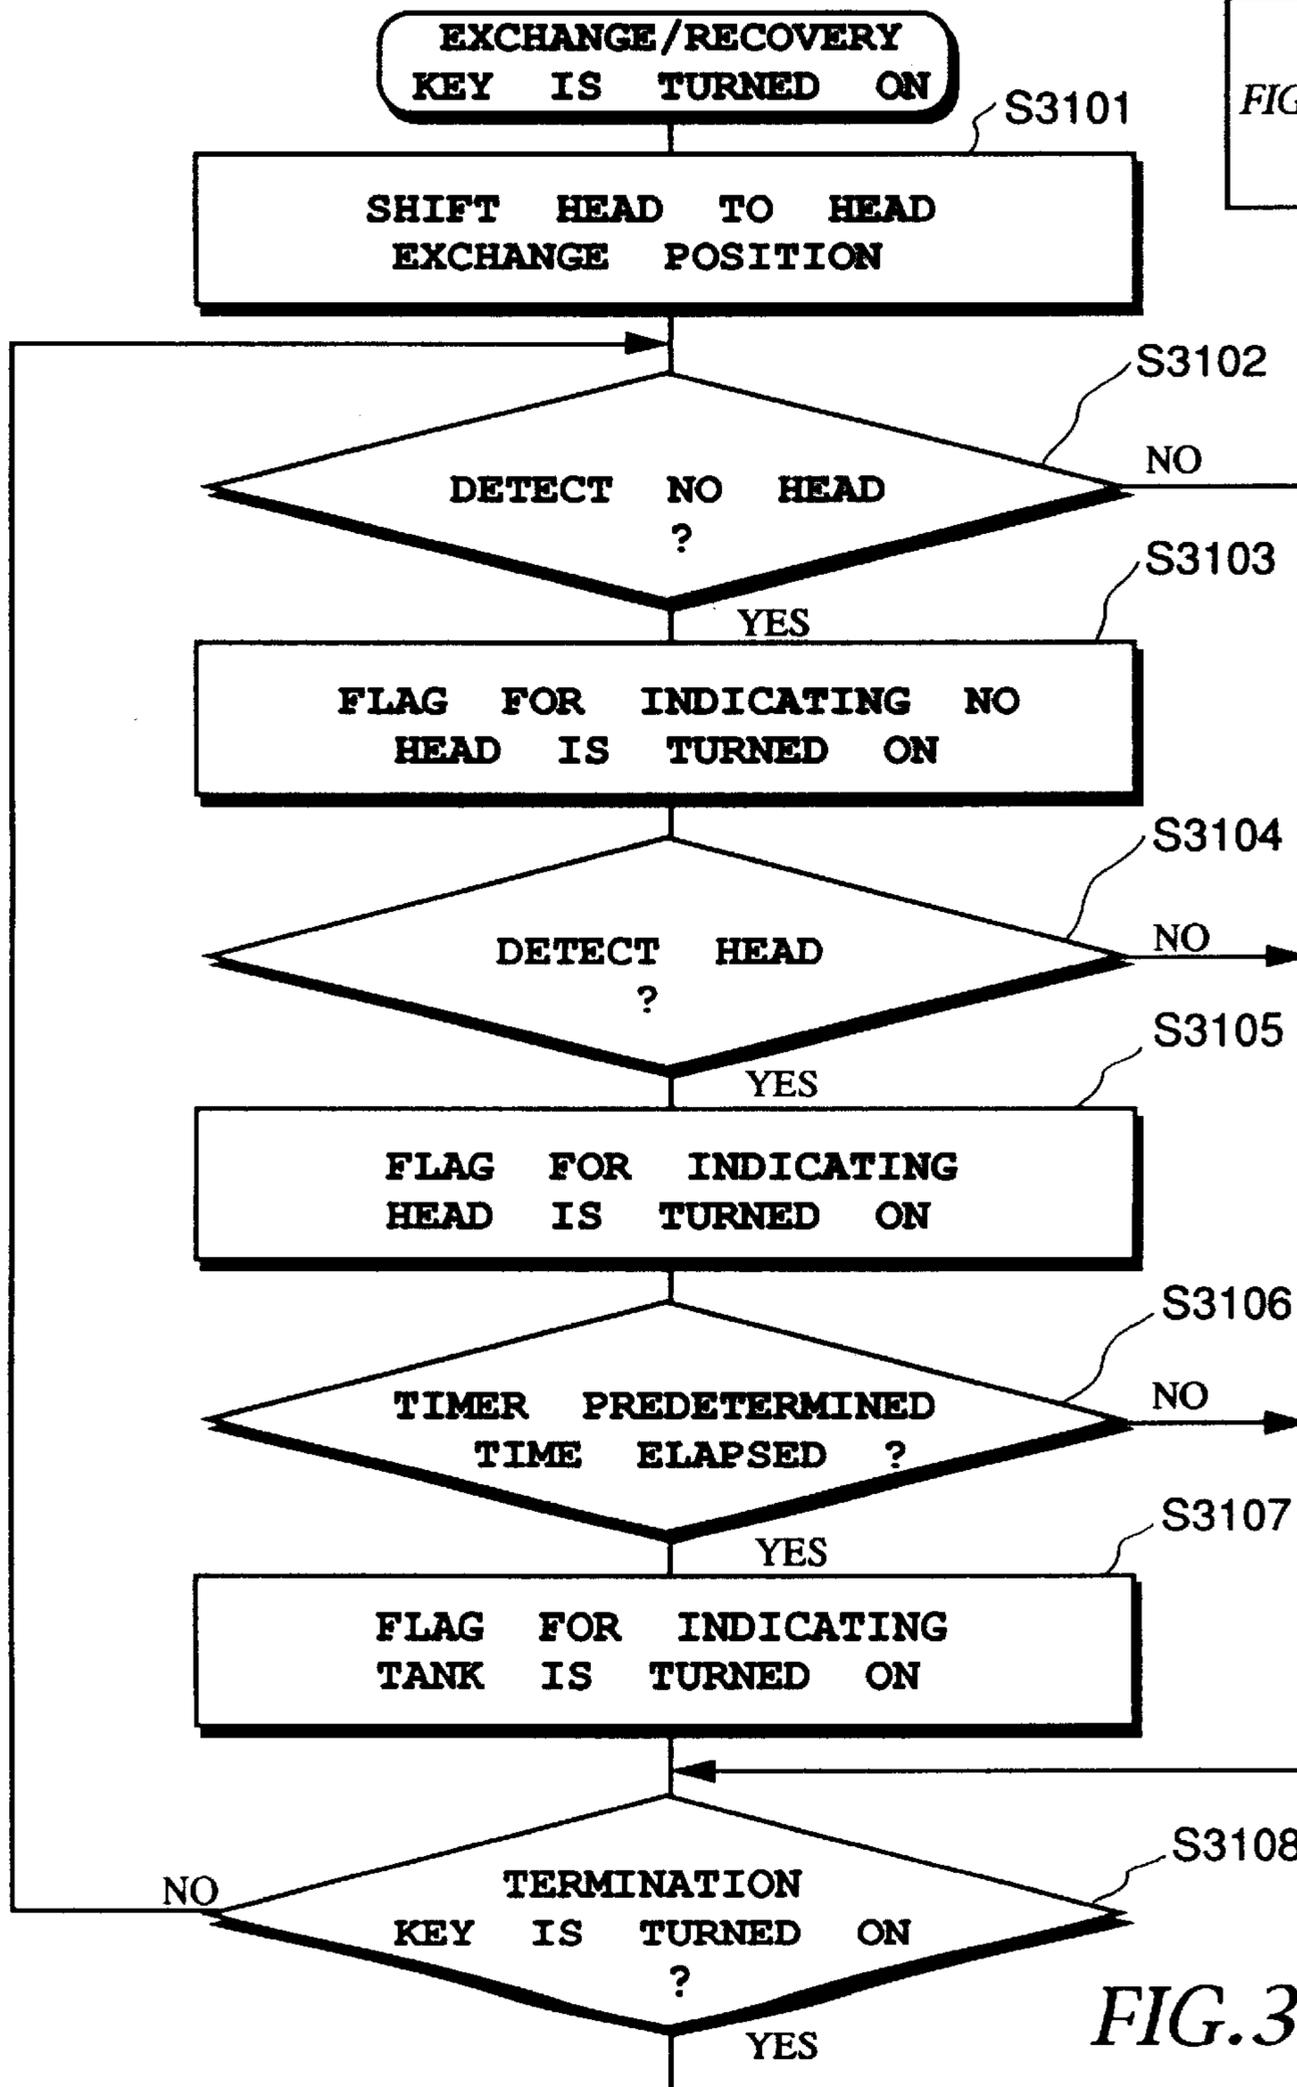 EXCHANGE/RECOVERY
KEY IS TURNED ON
S3101
FIG
SHIFT HEAD TO HEAD
EXCHANGE POSITION
S3102
NO
DETECT NO HEAD
?
S3103
YES
FLAG FOR INDICATING NO
HEAD IS TURNED ON
S3104
NO
DETECT HEAD
?
S3105
YES
FLAG FOR INDICATING
HEAD IS TURNED ON
S3106
NO
TIMER PREDETERMINED
TIME ELAPSED ?
S3107
YES
FLAG FOR INDICATING
TANK IS TURNED ON
S3108
NO
TERMINATION
KEY IS TURNED ON
?
YES
FIG.3